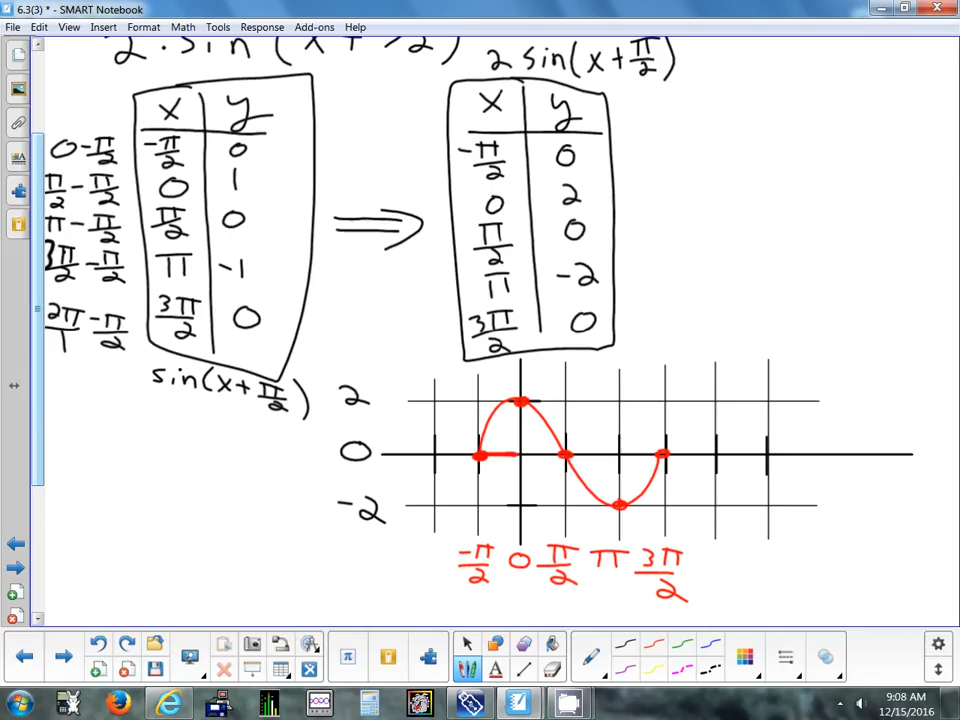 6.3(3) * - SMART Notebook
File Edit View Insert Format Math Tools Response Add-ons Help
2 · sin (x + π/2)
2 sin(x + π/2)
x y
0 - π/2 -π/2 0
π/2 - π/2 0 1
π - π/2 π/2 0
3π/2 - π/2 π -1
2π/1 - π/2 3π/2 0
sin(x + π/2)
⇒
x y
-π/2 0
0 2
π/2 0
π -2
3π/2 0
2
0
-2
-π/2 0 π/2 π 3π/2
π
A
9:08 AM
12/15/2016